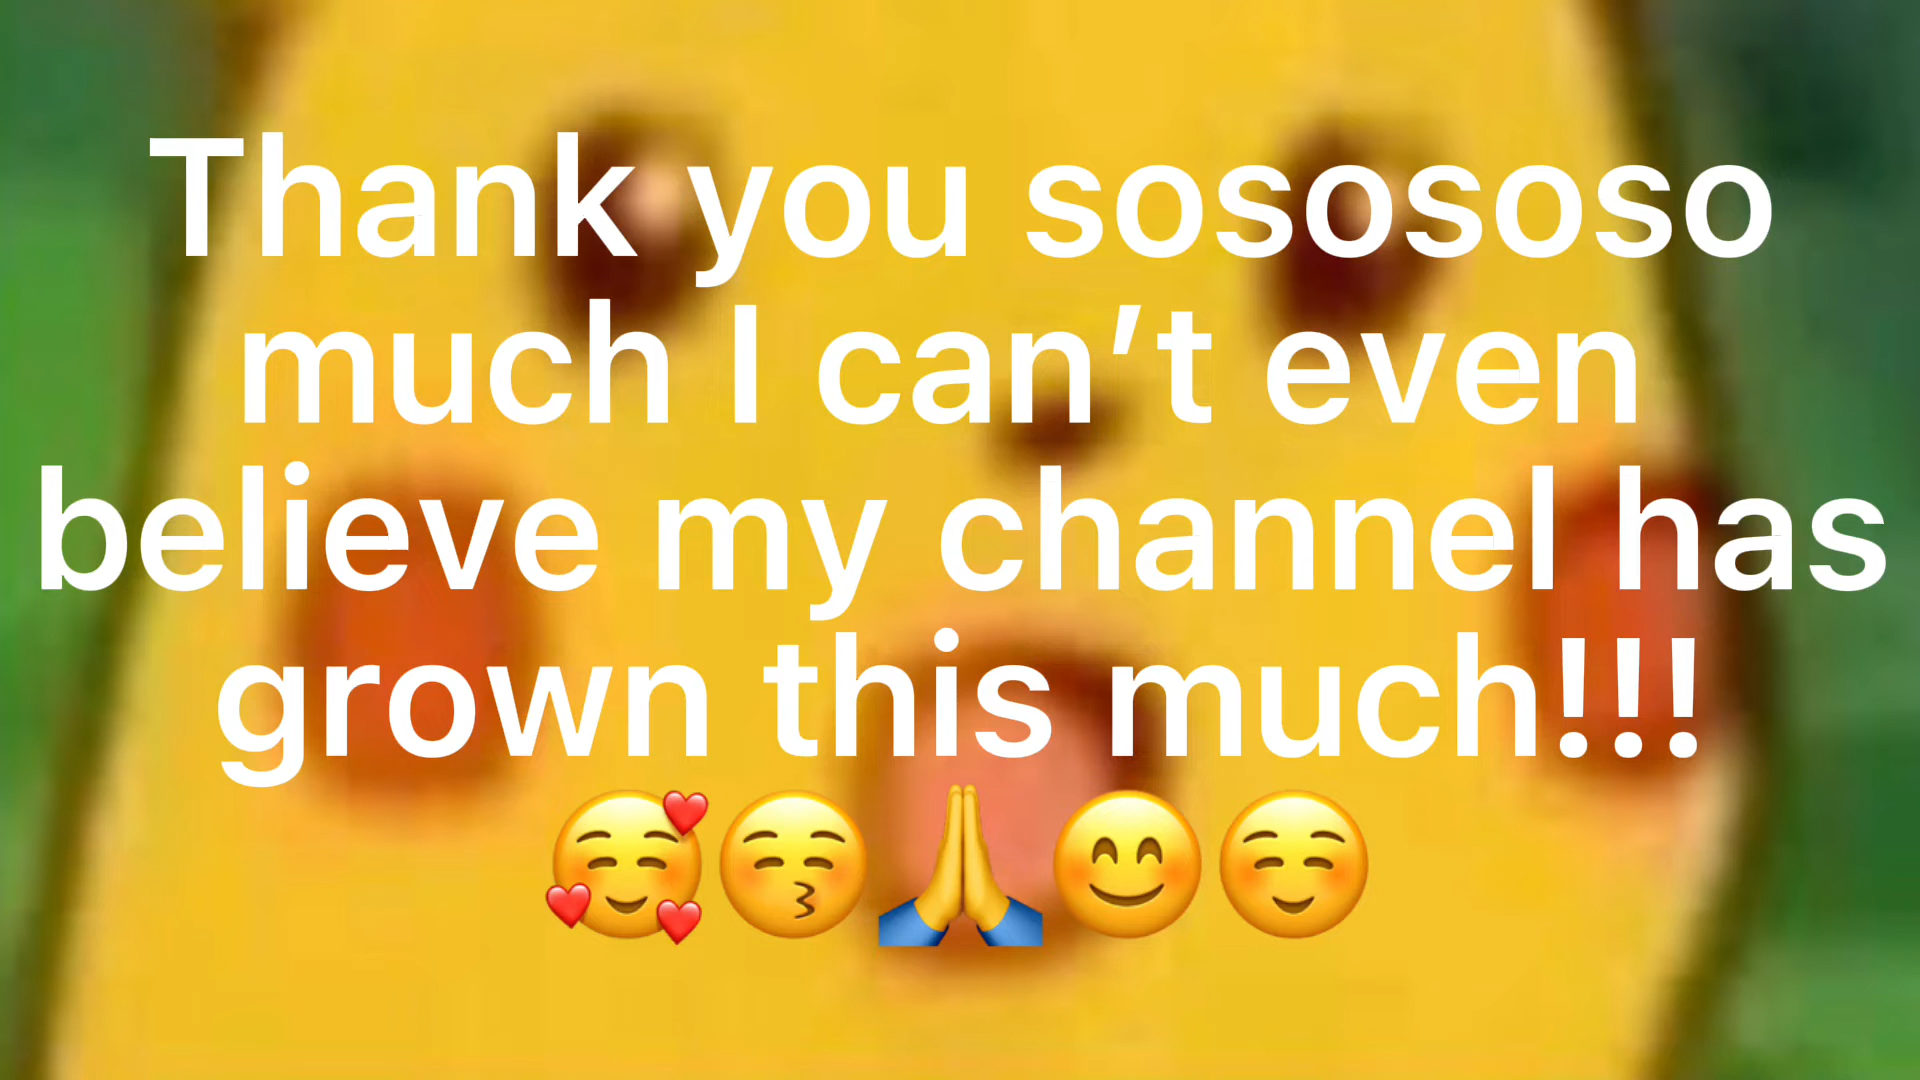 Thank you sosososo
much I can’t even
believe my channel has
grown this much!!!
🥰😚🙏😊☺️